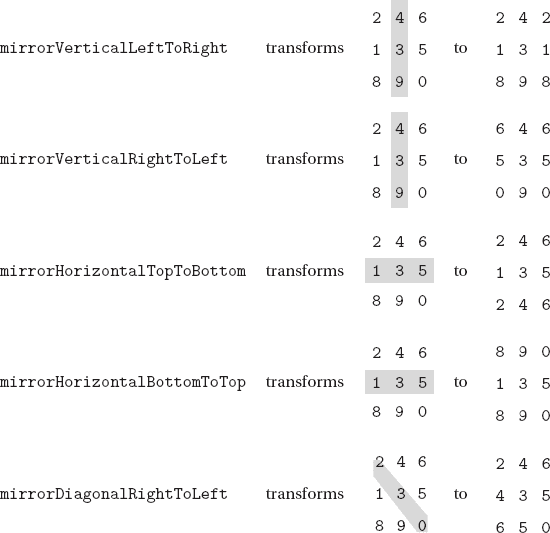 2 4 6 2 4 2
mirrorVerticalLeftToRight transforms 1 3 5 to 1 3 1
8 9 0 8 9 8
2 4 6 6 4 6
mirrorVerticalRightToLeft transforms 1 3 5 to 5 3 5
8 9 0 0 9 0
2 4 6 2 4 6
mirrorHorizontalTopToBottom transforms 1 3 5 to 1 3 5
8 9 0 2 4 6
2 4 6 8 9 0
mirrorHorizontalBottomToTop transforms 1 3 5 to 1 3 5
8 9 0 8 9 0
2 4 6 2 4 6
mirrorDiagonalRightToLeft transforms 1 3 5 to 4 3 5
8 9 0 6 5 0